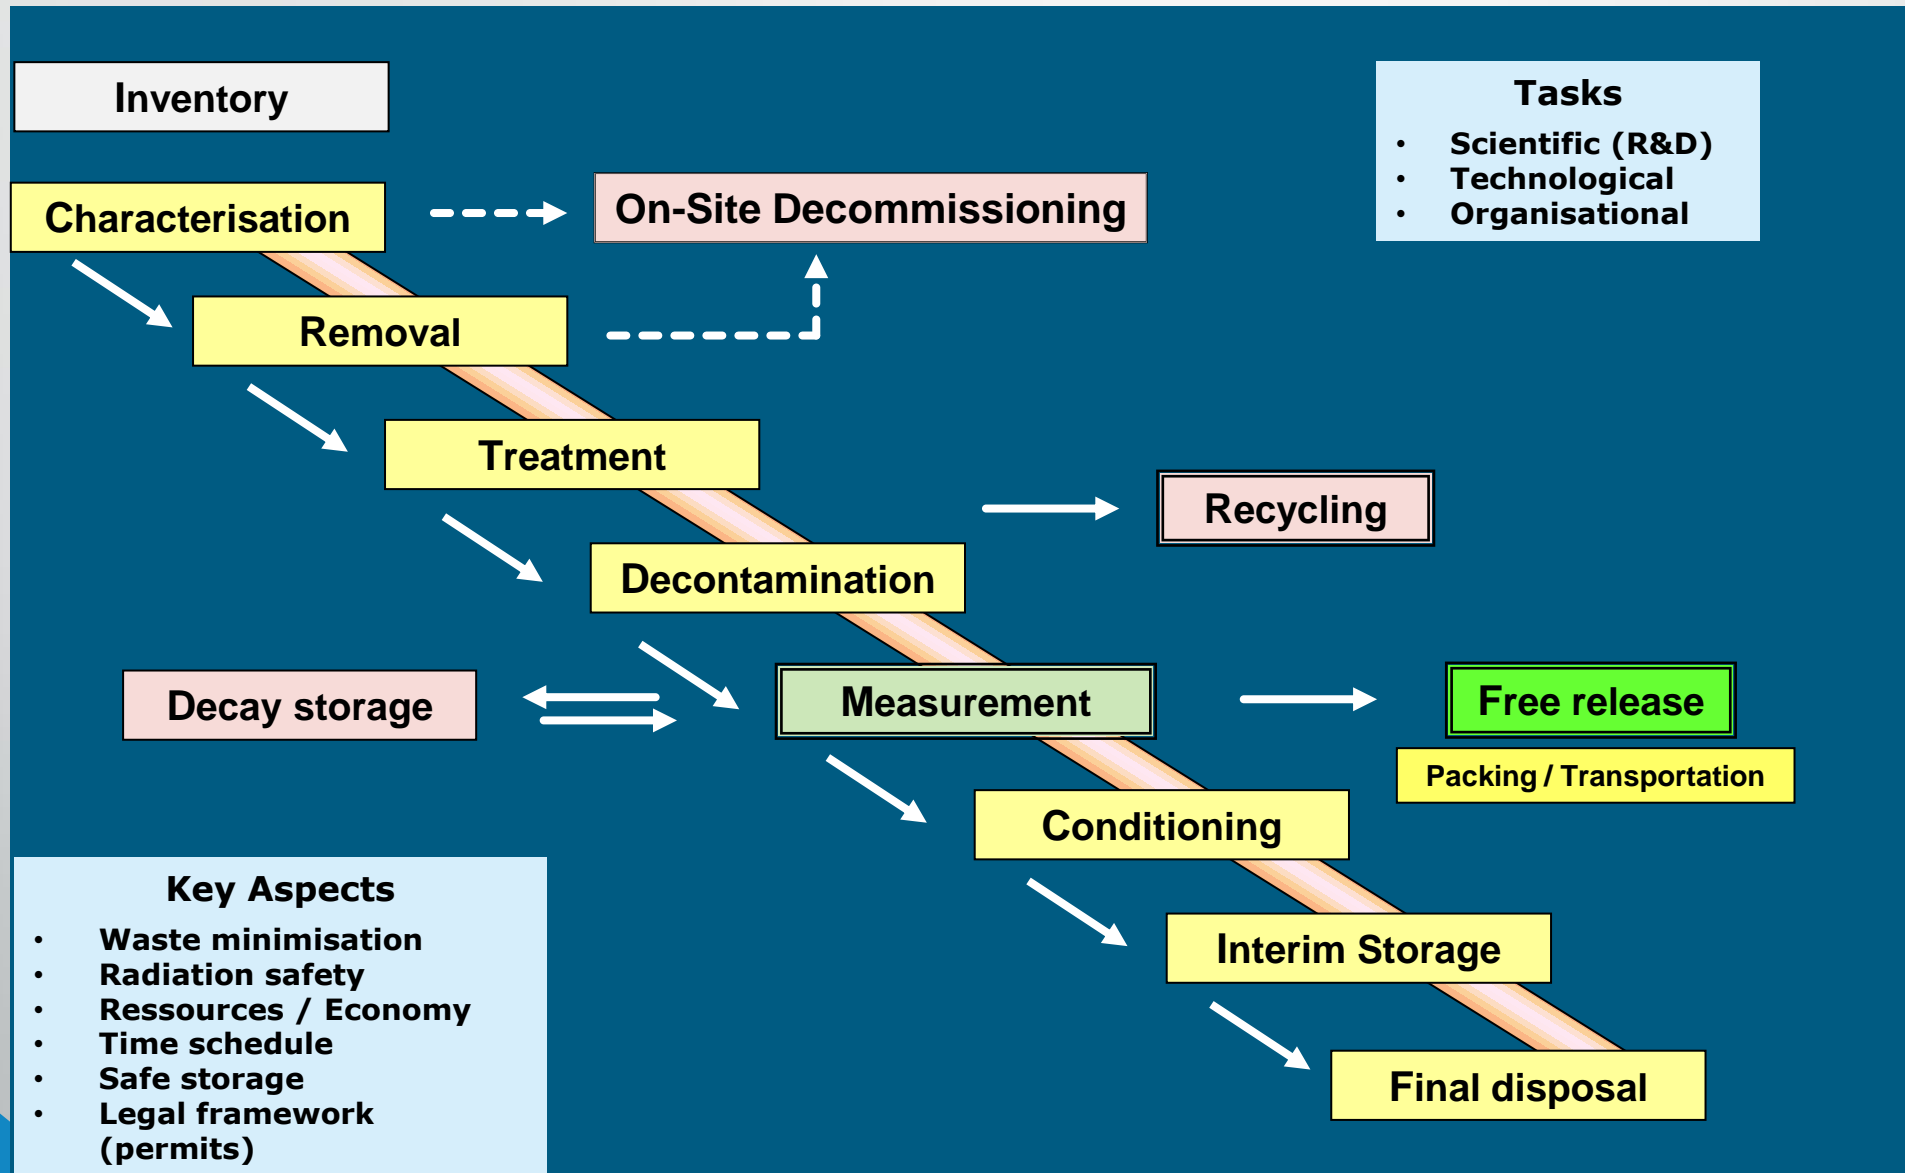 Inventory
Tasks
• Scientific (R&D)
• Technological
• Organisational
Characterisation
On-Site Decommissioning
Removal
Treatment
Recycling
Decontamination
Decay storage
Measurement
Free release
Packing / Transportation
Conditioning
Key Aspects
• Waste minimisation
• Radiation safety
• Ressources / Economy
• Time schedule
• Safe storage
• Legal framework
(permits)
Interim Storage
Final disposal